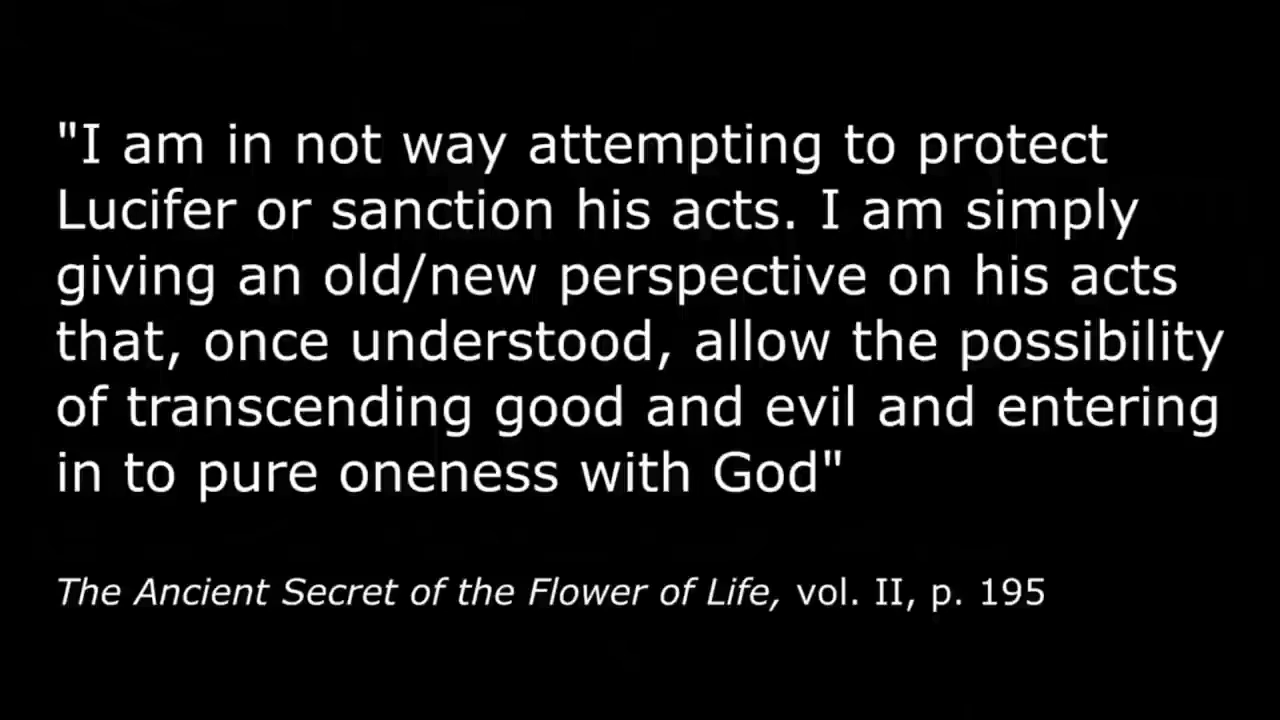 "I am in not way attempting to protect
Lucifer or sanction his acts. I am simply
giving an old/new perspective on his acts
that, once understood, allow the possibility
of transcending good and evil and entering
in to pure oneness with God"
The Ancient Secret of the Flower of Life, vol. II, p. 195